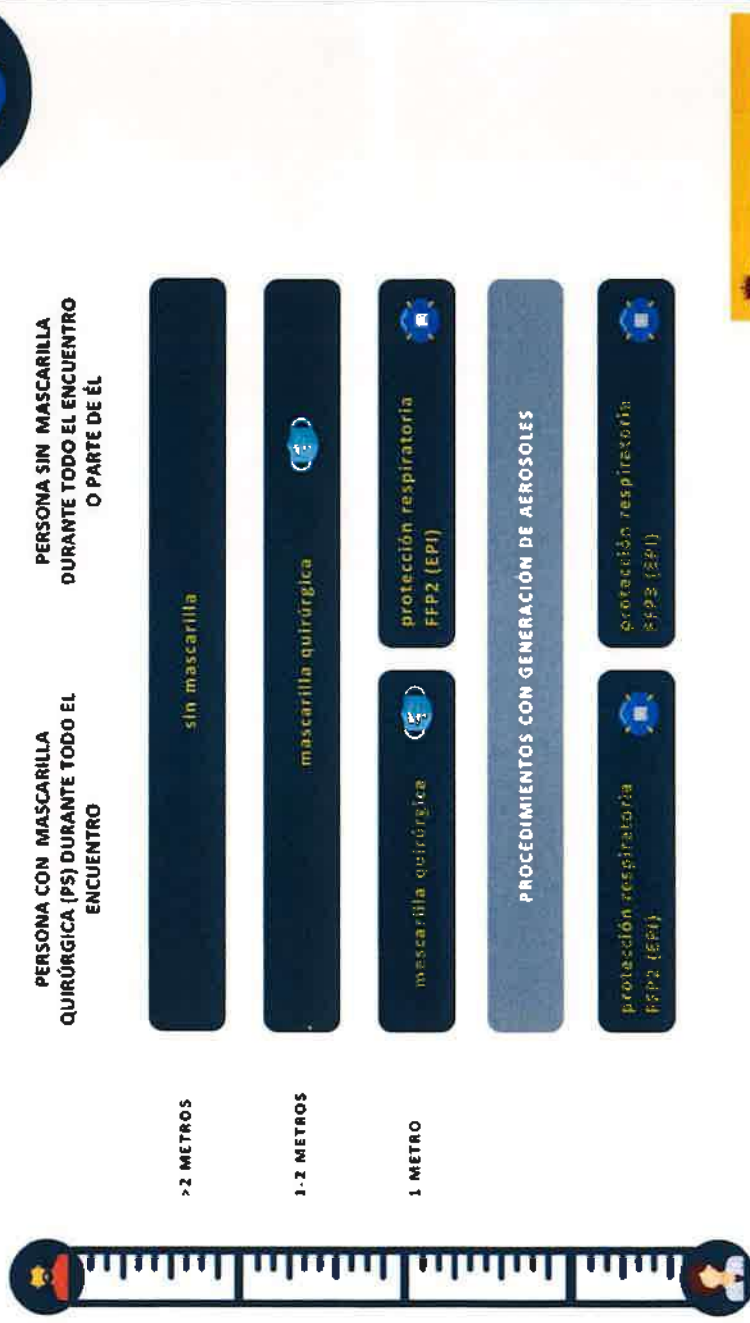 PERSONA CON MASCARILLA
QUIRÚRGICA (PS) DURANTE TODO EL
ENCUENTRO
PERSONA SIN MASCARILLA
DURANTE TODO EL ENCUENTRO
O PARTE DE ÉL
>2 METROS
sin mascarilla
1-2 METROS
mascarilla quirúrgica
1 METRO
mascarilla quirúrgica
protección respiratoria
FFP2 (EPI)
PROCEDIMIENTOS CON GENERACIÓN DE AEROSOLES
protección respiratoria
(EPI)
protección respiratoria
(EPI)